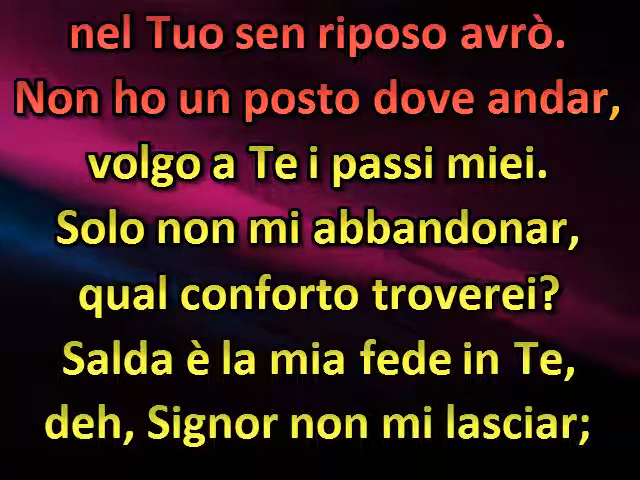 nel Tuo sen riposo avrò.
Non ho un posto dove andar,
volgo a Te i passi miei.
Solo non mi abbandonar,
qual conforto troverei?
Salda è la mia fede in Te,
deh, Signor non mi lasciar;